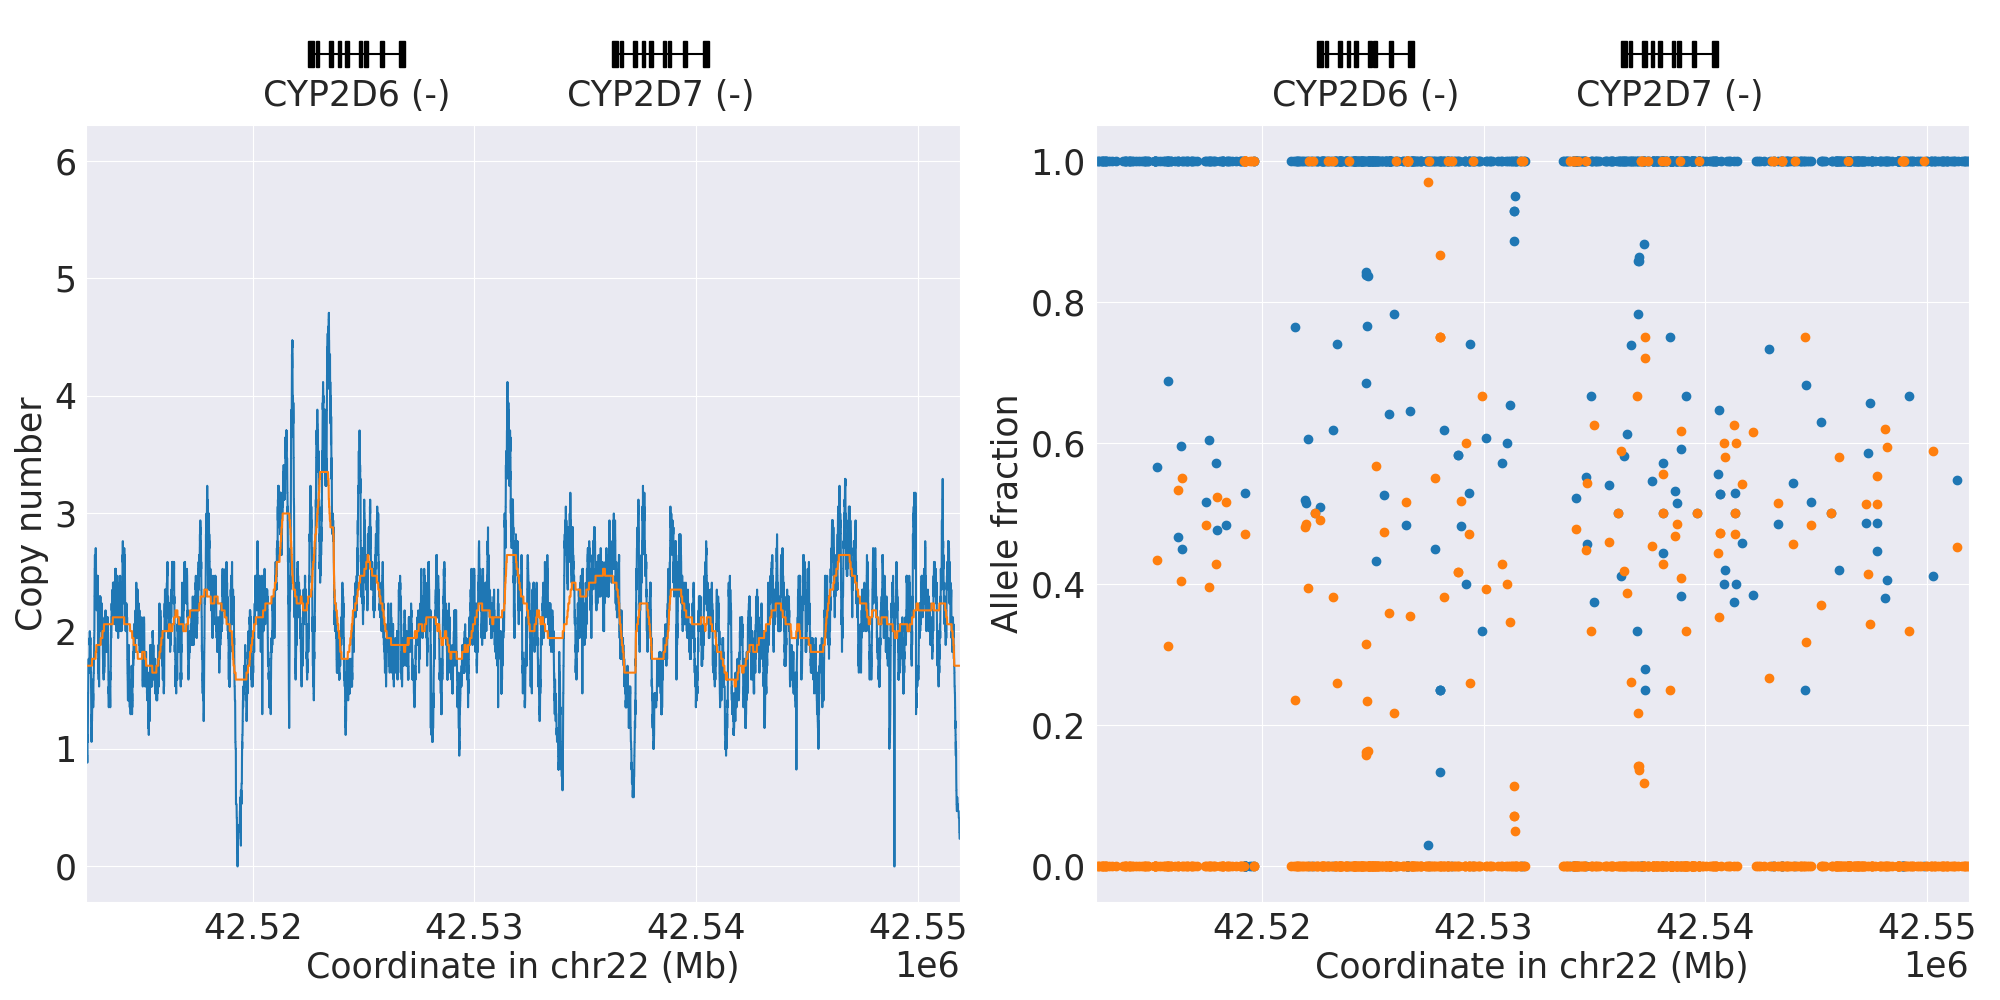 CYP2D6 (-) CYP2D7 (-)
Copy number
6
5
4
3
2
1
0
42.52 42.53 42.54 42.55
Coordinate in chr22 (Mb) 1e6
CYP2D6 (-) CYP2D7 (-)
Allele fraction
1.0
0.8
0.6
0.4
0.2
0.0
42.52 42.53 42.54 42.55
Coordinate in chr22 (Mb) 1e6